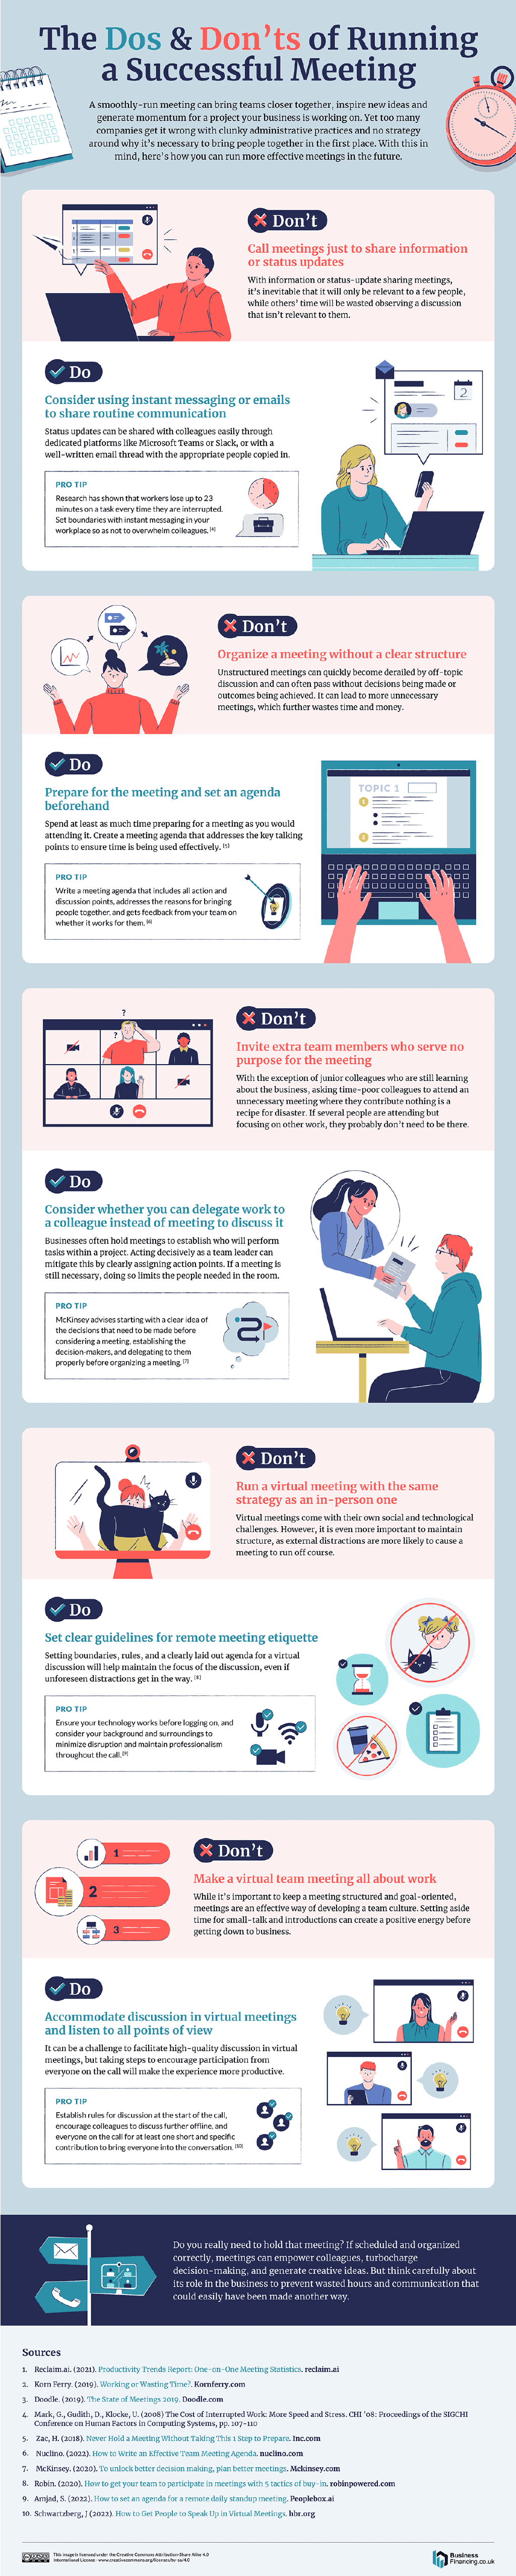 The Dos & Don'ts of Running
a Successful Meeting
A smoothly-run meeting can bring teams closer together, inspire new ideas and
generate momentum for a project your business is working on. Yet too many
companies get it wrong with clunky administrative practices and no strategy
around why it's necessary to bring people together in the first place. With this in
mind, here's how you can run more effective meetings in the future.
Don't
Call meetings just to share information
or status updates
With information or status-update sharing meetings,
it's inevitable that it will only be relevant to a few people,
while others' time will be wasted observing a discussion
that isn't relevant to them.
Do
Consider using instant messaging or emails
to share routine communication
Status updates can be shared with colleagues easily through
dedicated platforms like Microsoft Teams or Slack, or with a
well-written email thread with the appropriate people copied in.
2
PRO TIP
Research has shown that workers lose up to 23
minutes on a task every time they are interrupted.
Set boundaries with instant messaging in your
workplace so as not to overwhelm colleagues. [4]
Don't
Organize a meeting without a clear structure
Unstructured meetings can quickly become derailed by off-topic
discussion and can often pass without decisions being made or
outcomes being achieved. It can lead to more unnecessary
meetings, which further wastes time and money.
Do
Prepare for the meeting and set an agenda
beforehand
Spend at least as much time preparing for a meeting as you would
attending it. Create a meeting agenda that addresses the key talking
points to ensure time is being used effectively. [5]
TOPIC 1
1
2
PRO TIP
Write a meeting agenda that includes all action and
discussion points, addresses the reasons for bringing
people together, and gets feedback from your team on
whether it works for them. [6]
?
?
Don't
Invite extra team members who serve no
purpose for the meeting
With the exception of junior colleagues who are still learning
about the business, asking time-poor colleagues to attend an
unnecessary meeting where they contribute nothing is a
recipe for disaster. If several people are attending but
focusing on other work, they probably don't need to be there.
Do
Consider whether you can delegate work to
a colleague instead of meeting to discuss it
Businesses often hold meetings to establish who will perform
tasks within a project. Acting decisively as a team leader can
mitigate this by clearly assigning action points. If a meeting is
still necessary, doing so limits the people needed in the room.
PRO TIP
McKinsey advises starting with a clear idea of
the decisions that need to be made before
considering a meeting, establishing the
decision-makers, and delegating to them
properly before organizing a meeting. [7]
Don't
Run a virtual meeting with the same
strategy as an in-person one
Virtual meetings come with their own social and technological
challenges. However, it is even more important to maintain
structure, as external distractions are more likely to cause a
meeting to run off course.
Do
Set clear guidelines for remote meeting etiquette
Setting boundaries, rules, and a clearly laid out agenda for a virtual
discussion will help maintain the focus of the discussion, even if
unforeseen distractions get in the way. [8]
PRO TIP
Ensure your technology works before logging on, and
consider your background and surroundings to
minimize disruption and maintain professionalism
throughout the call. [9]
1
2
3
Don't
Make a virtual team meeting all about work
While it's important to keep a meeting structured and goal-oriented,
meetings are an effective way of developing a team culture. Setting aside
time for small-talk and introductions can create a positive energy before
getting down to business.
Do
Accommodate discussion in virtual meetings
and listen to all points of view
It can be a challenge to facilitate high-quality discussion in virtual
meetings, but taking steps to encourage participation from
everyone on the call will make the experience more productive.
PRO TIP
Establish rules for discussion at the start of the call,
encourage colleagues to discuss further offline, and
everyone on the call for at least one short and specific
contribution to bring everyone into the conversation. [10]
Do you really need to hold that meeting? If scheduled and organized
correctly, meetings can empower colleagues, turbocharge
decision-making, and generate creative ideas. But think carefully about
its role in the business to prevent wasted hours and communication that
could easily have been made another way.
Sources
1. Reclaim.ai. (2021). Productivity Trends Report: One-on-One Meeting Statistics. reclaim.ai
2. Korn Ferry. (2019). Working or Wasting Time?. Kornferry.com
3. Doodle. (2019). The State of Meetings 2019. Doodle.com
4. Mark, G., Gudith, D., Klocke, U. (2008) The Cost of Interrupted Work: More Speed and Stress. CHI '08: Proceedings of the SIGCHI
Conference on Human Factors in Computing Systems, pp. 107-110
5. Zac, H. (2018). Never Hold a Meeting Without Taking This 1 Step to Prepare. Inc.com
6. Nuclino. (2022). How to Write an Effective Team Meeting Agenda. nuclino.com
7. McKinsey. (2020). To unlock better decision making, plan better meetings. Mckinsey.com
8. Robin. (2020). How to get your team to participate in meetings with 5 tactics of buy-in. robinpowered.com
9. Amjad, S. (2022). How to set an agenda for a remote daily standup meeting. Peoplebox.ai
10. Schwartzberg, J (2022). How to Get People to Speak Up in Virtual Meetings. hbr.org
This image is licensed under the Creative Commons Attribution-Share Alike 4.0
International License - www.creativecommons.org/licenses/by-sa/4.0
Business
Financing.co.uk